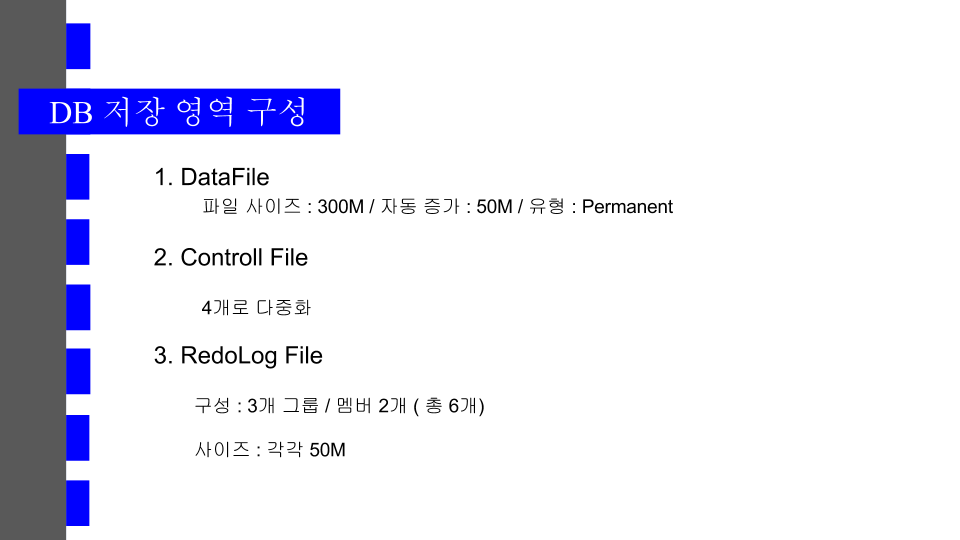 DB 저장 영역 구성
1. DataFile
파일 사이즈 : 300M / 자동 증가 : 50M / 유형 : Permanent
2. Controll File
4개로 다중화
3. RedoLog File
구성 : 3개 그룹 / 멤버 2개 ( 총 6개)
사이즈 : 각각 50M